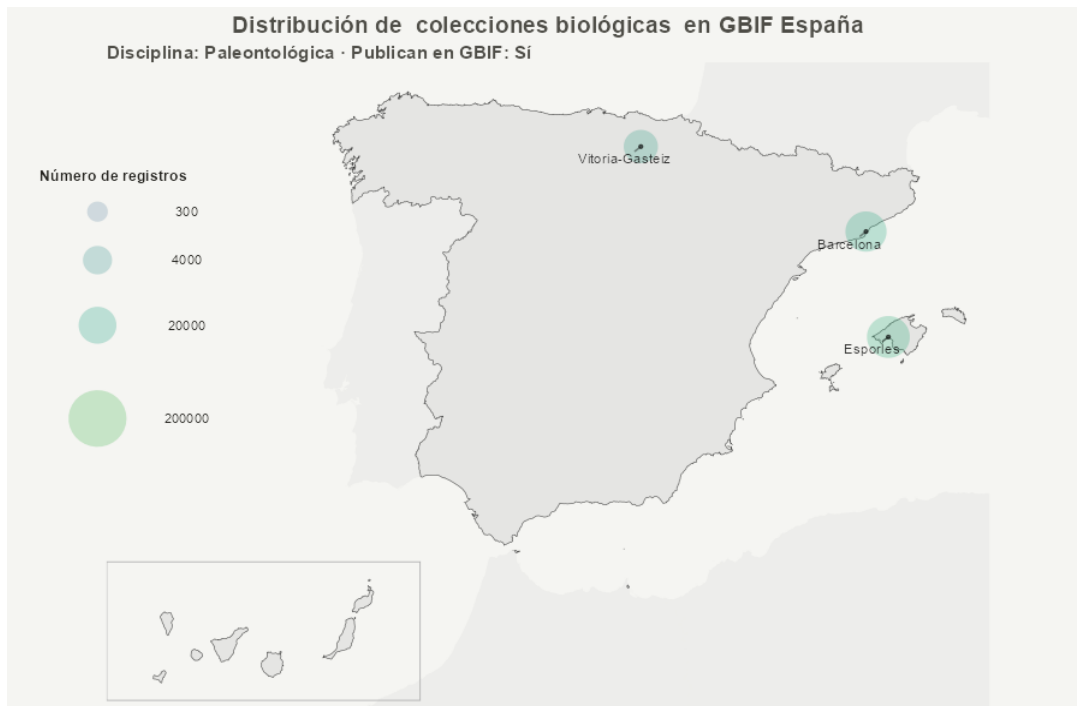 Distribución de colecciones biológicas en GBIF España
Disciplina: Paleontológica · Publican en GBIF: Sí
Vitoria-Gasteiz
Número de registros
300
Barcelona
4000
20000
Esporles
200000